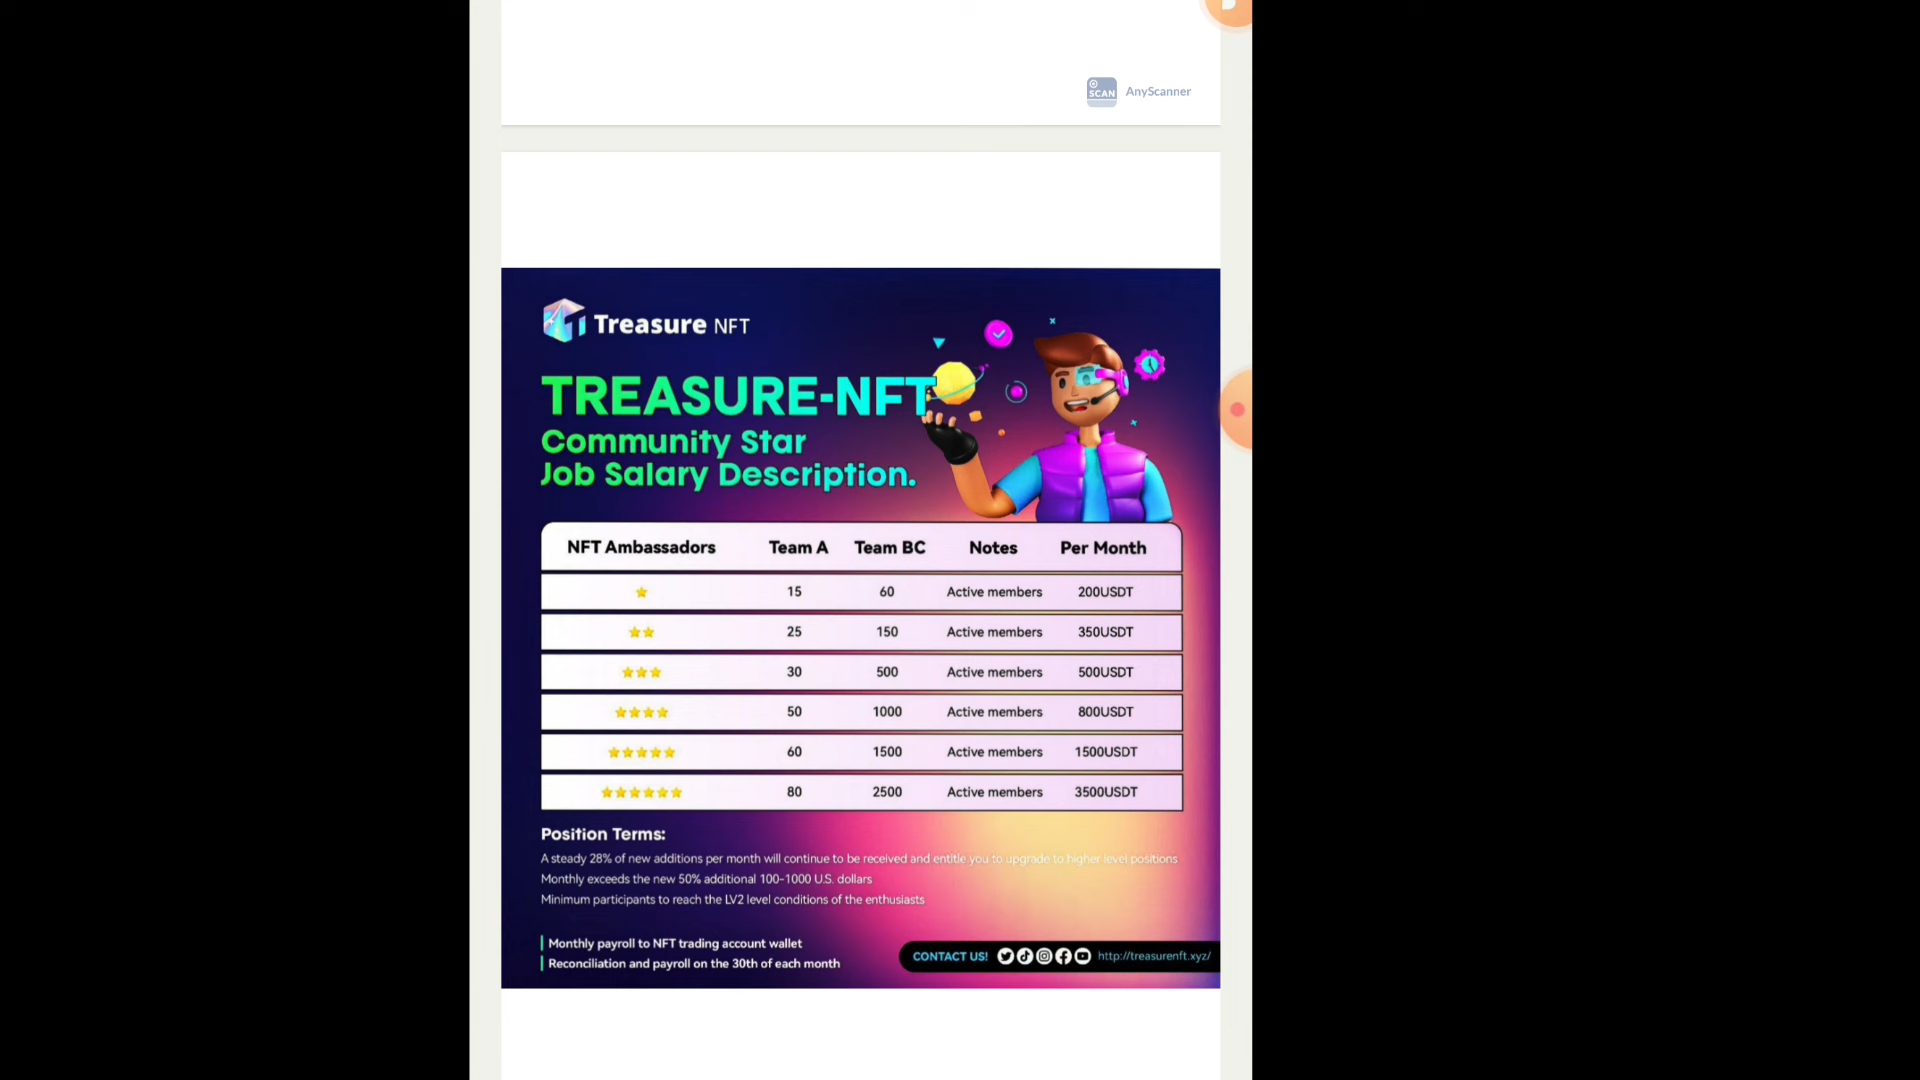 SCAN AnyScanner
Treasure NFT
TREASURE-NFT
Community Star
Job Salary Description.
NFT Ambassadors Team A Team BC Notes Per Month
15 60 Active members 200USDT
25 150 Active members 350USDT
30 500 Active members 500USDT
50 1000 Active members 800USDT
60 1500 Active members 1500USDT
80 2500 Active members 3500USDT
Position Terms:
A steady 28% of new additions per month will continue to be received and entitle you to upgrade to higher level positions
Monthly exceeds the new 50% additional 100-1000 U.S. dollars
Minimum participants to reach the LV2 level conditions of the enthusiasts
Monthly payroll to NFT trading account wallet
Reconciliation and payroll on the 30th of each month
CONTACT US! http://treasurenft.xyz/